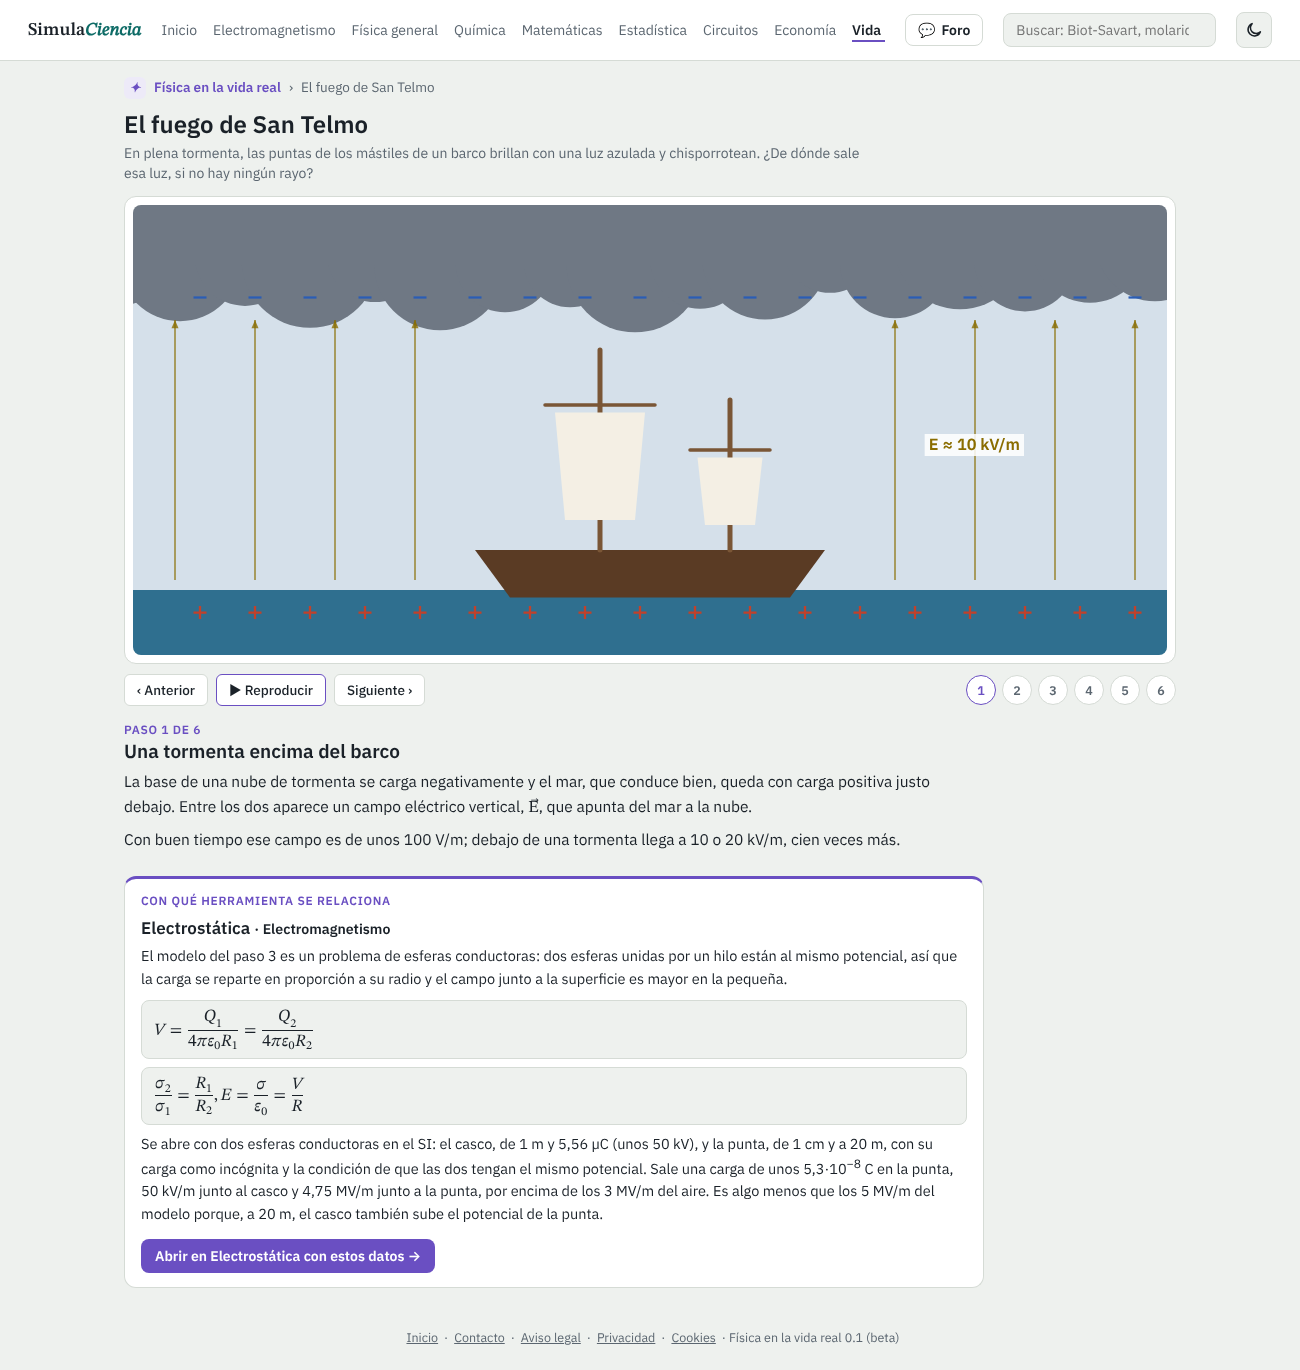 SimulaCiencia Inicio Electromagnetismo Física general Química Matemáticas Estadística Circuitos Economía Vida 💬 Foro Buscar: Biot-Savart, molaric
✦ Física en la vida real › El fuego de San Telmo
El fuego de San Telmo
En plena tormenta, las puntas de los mástiles de un barco brillan con una luz azulada y chisporrotean. ¿De dónde sale
esa luz, si no hay ningún rayo?
− − − − − − − − − − − − − − − − − −
E ≈ 10 kV/m
+ + + + + + + + + + + + + + + + + +
‹ Anterior ▶ Reproducir Siguiente › 1 2 3 4 5 6
PASO 1 DE 6
Una tormenta encima del barco
La base de una nube de tormenta se carga negativamente y el mar, que conduce bien, queda con carga positiva justo
debajo. Entre los dos aparece un campo eléctrico vertical, E⃗, que apunta del mar a la nube.
Con buen tiempo ese campo es de unos 100 V/m; debajo de una tormenta llega a 10 o 20 kV/m, cien veces más.
CON QUÉ HERRAMIENTA SE RELACIONA
Electrostática · Electromagnetismo
El modelo del paso 3 es un problema de esferas conductoras: dos esferas unidas por un hilo están al mismo potencial, así que
la carga se reparte en proporción a su radio y el campo junto a la superficie es mayor en la pequeña.
V = Q₁/4πε₀R₁ = Q₂/4πε₀R₂
σ₂/σ₁ = R₁/R₂, E = σ/ε₀ = V/R
Se abre con dos esferas conductoras en el SI: el casco, de 1 m y 5,56 µC (unos 50 kV), y la punta, de 1 cm y a 20 m, con su
carga como incógnita y la condición de que las dos tengan el mismo potencial. Sale una carga de unos 5,3·10⁻⁸ C en la punta,
50 kV/m junto al casco y 4,75 MV/m junto a la punta, por encima de los 3 MV/m del aire. Es algo menos que los 5 MV/m del
modelo porque, a 20 m, el casco también sube el potencial de la punta.
Abrir en Electrostática con estos datos →
Inicio · Contacto · Aviso legal · Privacidad · Cookies · Física en la vida real 0.1 (beta)